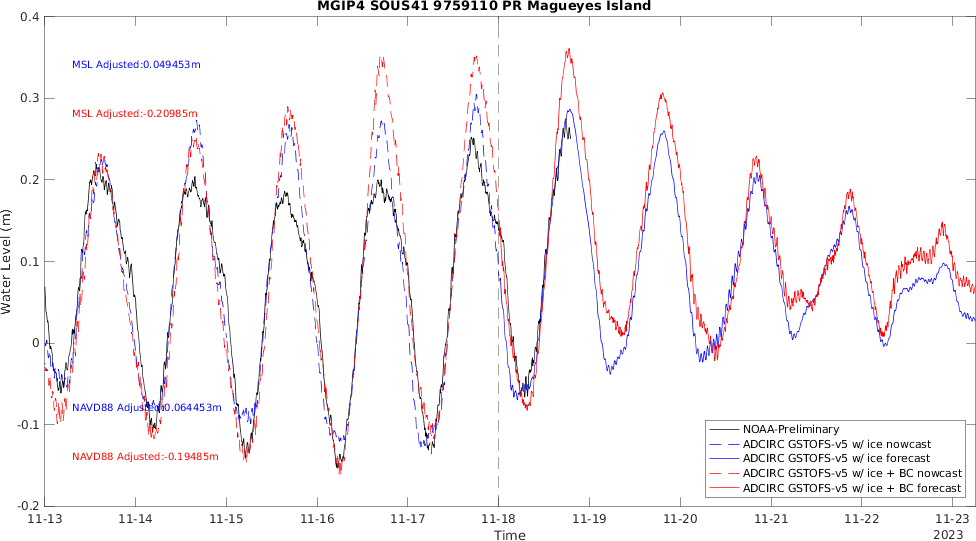 MGIP4 SOUS41 9759110 PR Magueyes Island
0.4
0.3
0.2
0.1
0
-0.1
-0.2
Water Level (m)
MSL Adjusted:0.049453m
MSL Adjusted:-0.20985m
NAVD88 Adjusted:0.064453m
NAVD88 Adjusted:-0.19485m
NOAA-Preliminary
ADCIRC GSTOFS-v5 w/ ice nowcast
ADCIRC GSTOFS-v5 w/ ice forecast
ADCIRC GSTOFS-v5 w/ ice + BC nowcast
ADCIRC GSTOFS-v5 w/ ice + BC forecast
11-13 11-14 11-15 11-16 11-17 11-18 11-19 11-20 11-21 11-22 11-23
Time
2023